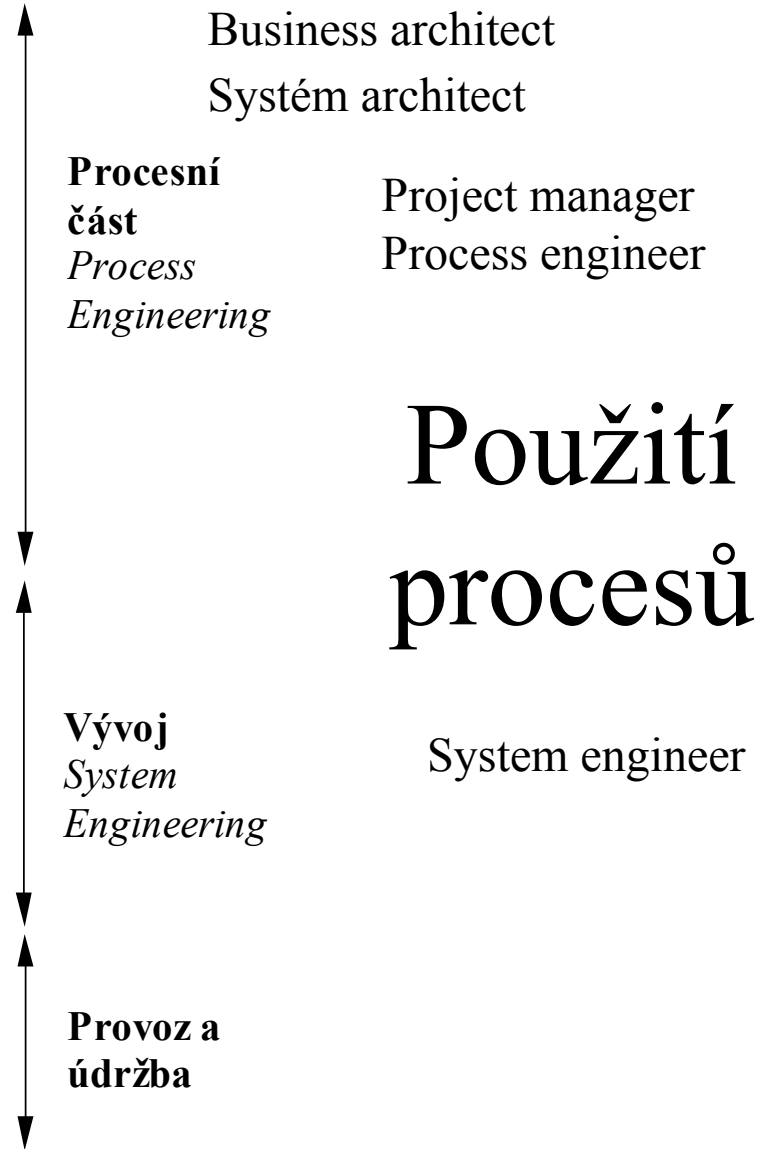 Business architect
Systém architect
Procesní
část
Process
Engineering
Project manager
Process engineer
Použití
procesů
Vývoj
System
Engineering
System engineer
Provoz a
údržba